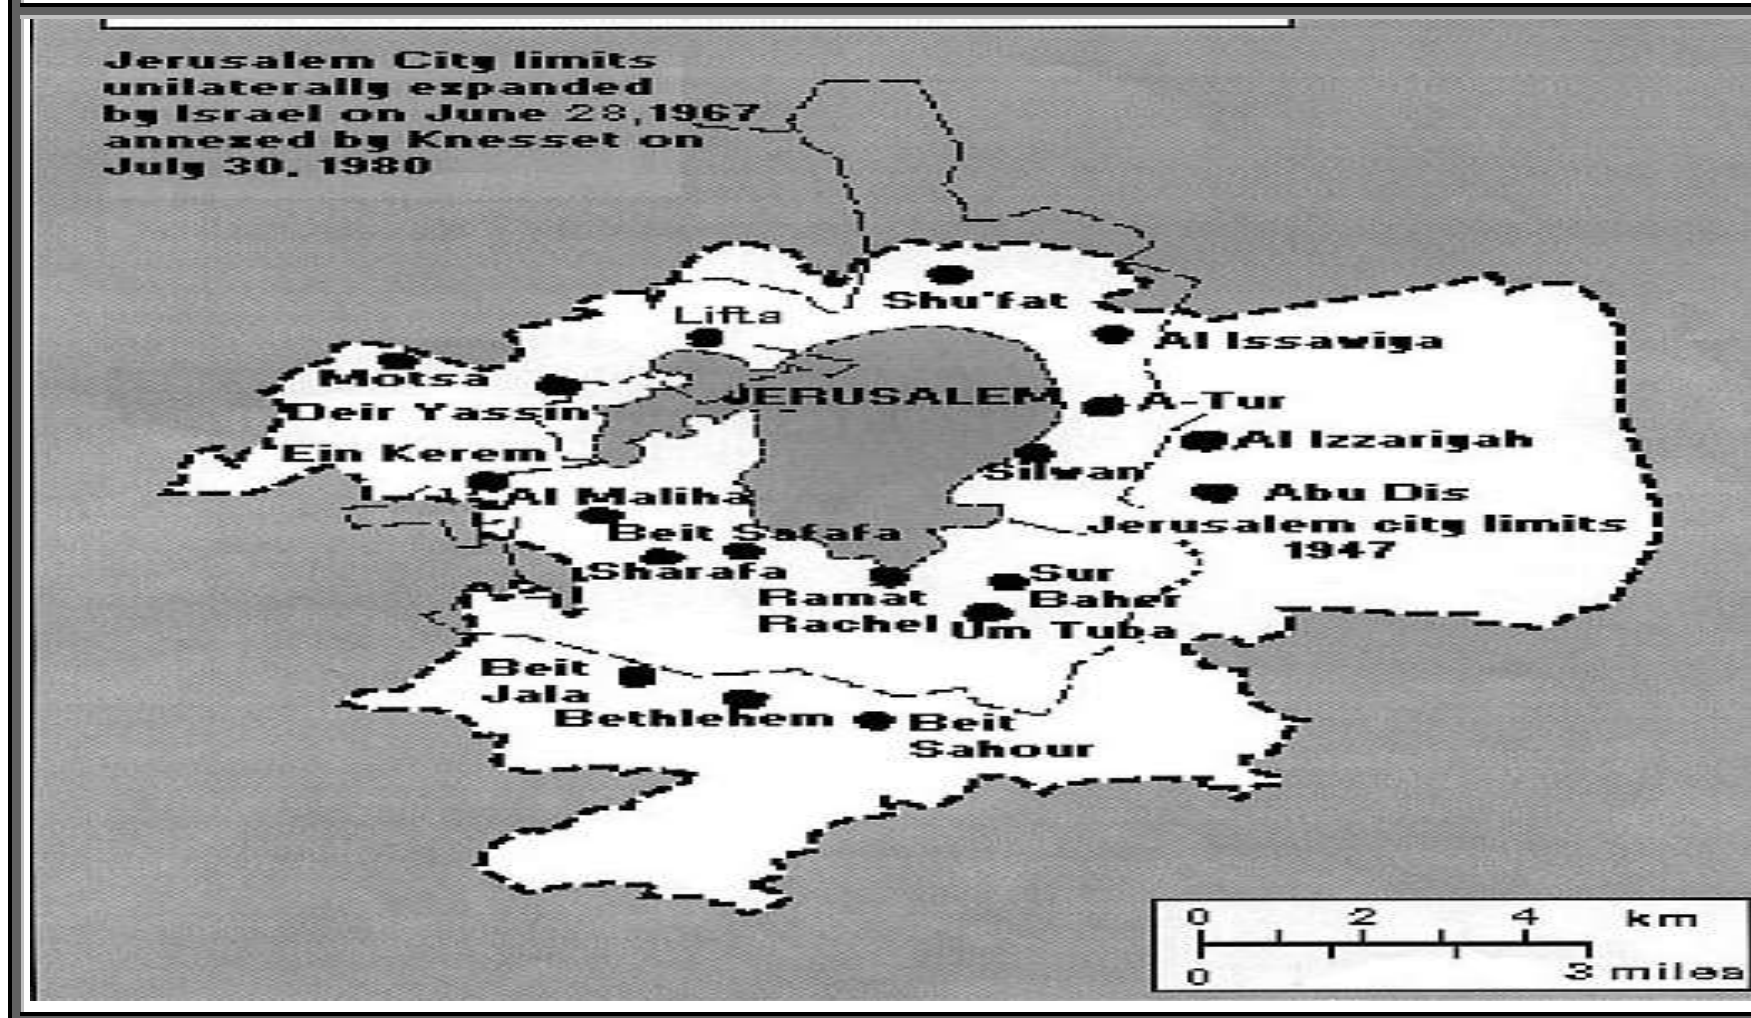 Jerusalem City limits
unilaterally expanded
by Israel on June 28,1967
annexed by Knesset on
July 30, 1980
Shu'fat
Lifta
Al Issawiya
Motsa
JERUSALEM
A-Tur
Deir Yassin
Al Izzariyah
Ein Kerem
Silwan
Al Maliha
Abu Dis
Jerusalem city limits
1947
Beit Safafa
Sharafa
Sur
Baher
Ramat
Rachel
Um Tuba
Beit
Jala
Bethlehem
Beit
Sahour
0 2 4 km
0 3 miles